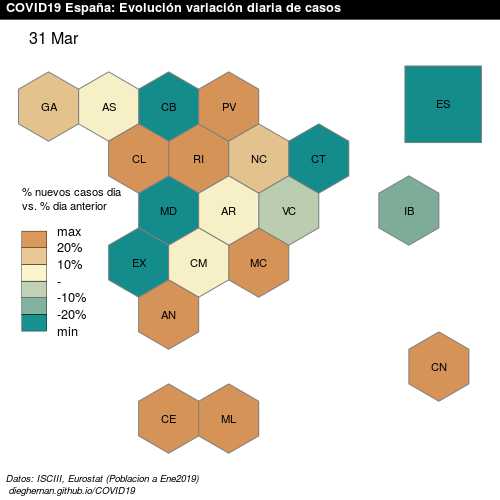 COVID19 España: Evolución variación diaria de casos
31 Mar
GA
AS
CB
PV
ES
CL
RI
NC
CT
% nuevos casos dia
vs. % dia anterior
MD
AR
VC
IB
max
20%
10%
-
-10%
-20%
min
EX
CM
MC
AN
CN
CE
ML
Datos: ISCIII, Eurostat (Poblacion a Ene2019)
dieghernan.github.io/COVID19